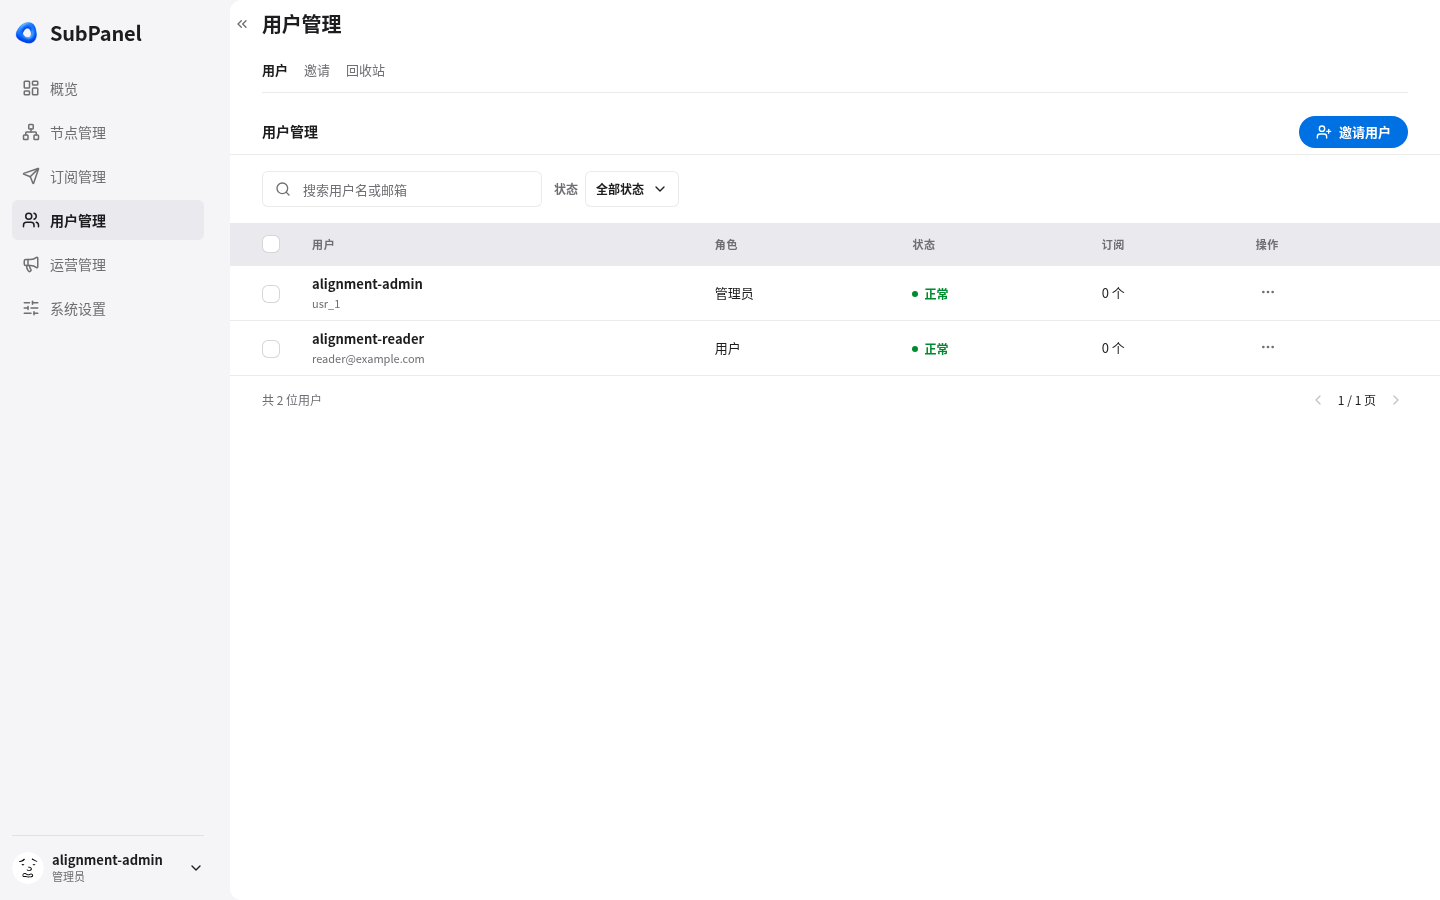 SubPanel
概览
节点管理
订阅管理
用户管理
运营管理
系统设置
alignment-admin
管理员
用户管理
用户 邀请 回收站
用户管理
邀请用户
搜索用户名或邮箱 状态 全部状态
用户 角色 状态 订阅 操作
alignment-admin
usr_1
管理员 正常 0 个
alignment-reader
reader@example.com
用户 正常 0 个
共 2 位用户
1 / 1 页